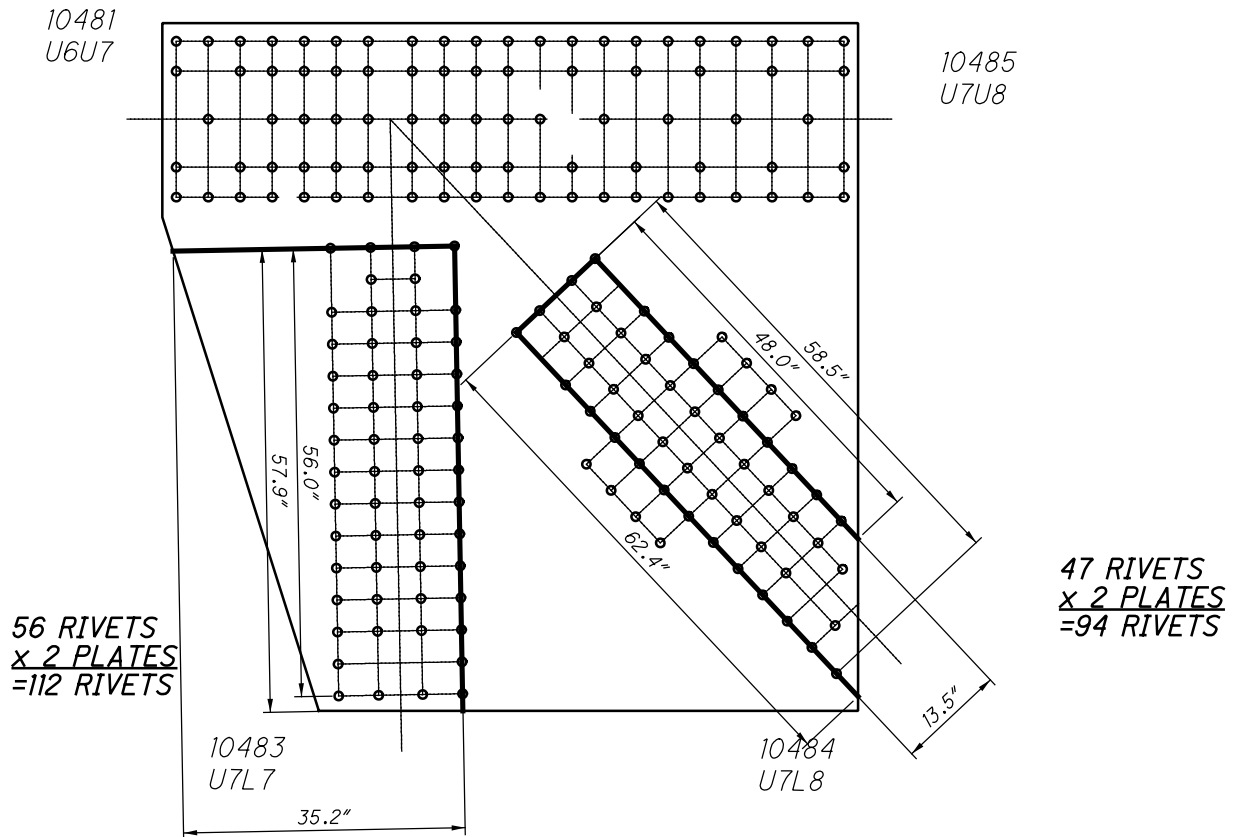 10481
U6U7
10485
U7U8
48.0"
58.5"
56.0"
57.9"
62.4"
47 RIVETS
x 2 PLATES
=94 RIVETS
56 RIVETS
x 2 PLATES
=112 RIVETS
13.5"
10483
U7L7
10484
U7L8
35.2"